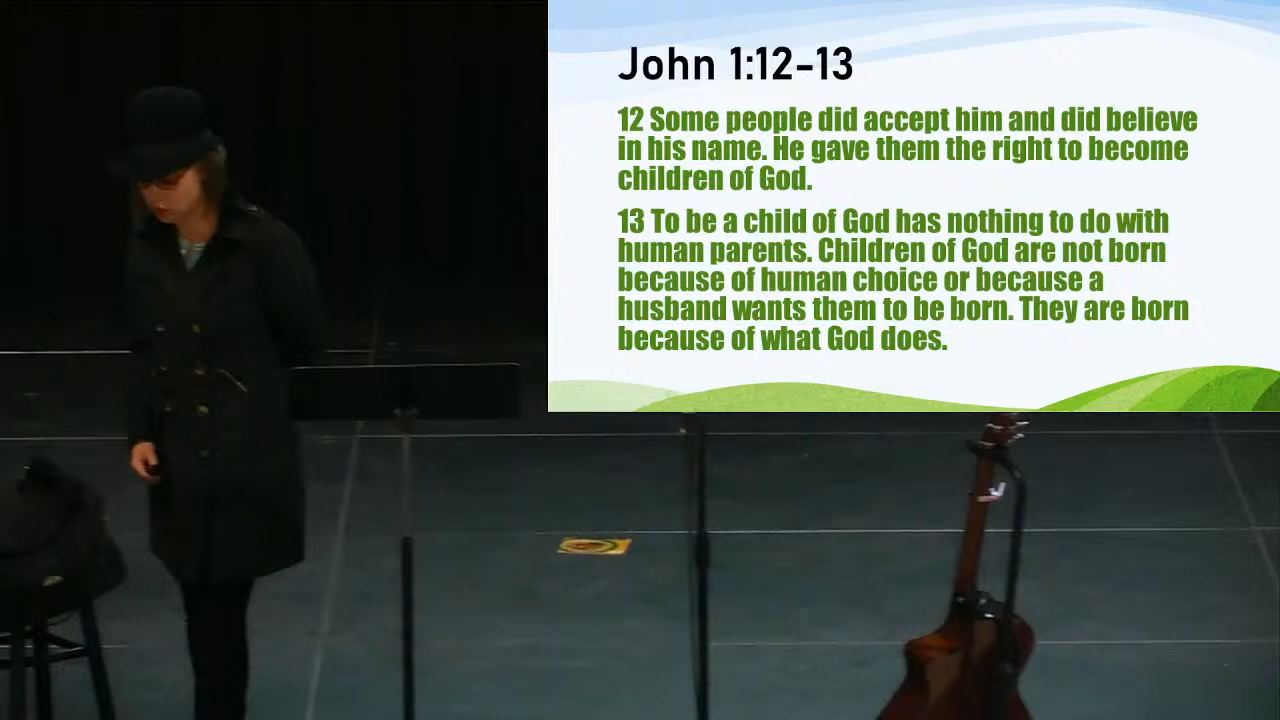 John 1:12-13
12 Some people did accept him and did believe
in his name. He gave them the right to become
children of God.
13 To be a child of God has nothing to do with
human parents. Children of God are not born
because of human choice or because a
husband wants them to be born. They are born
because of what God does.